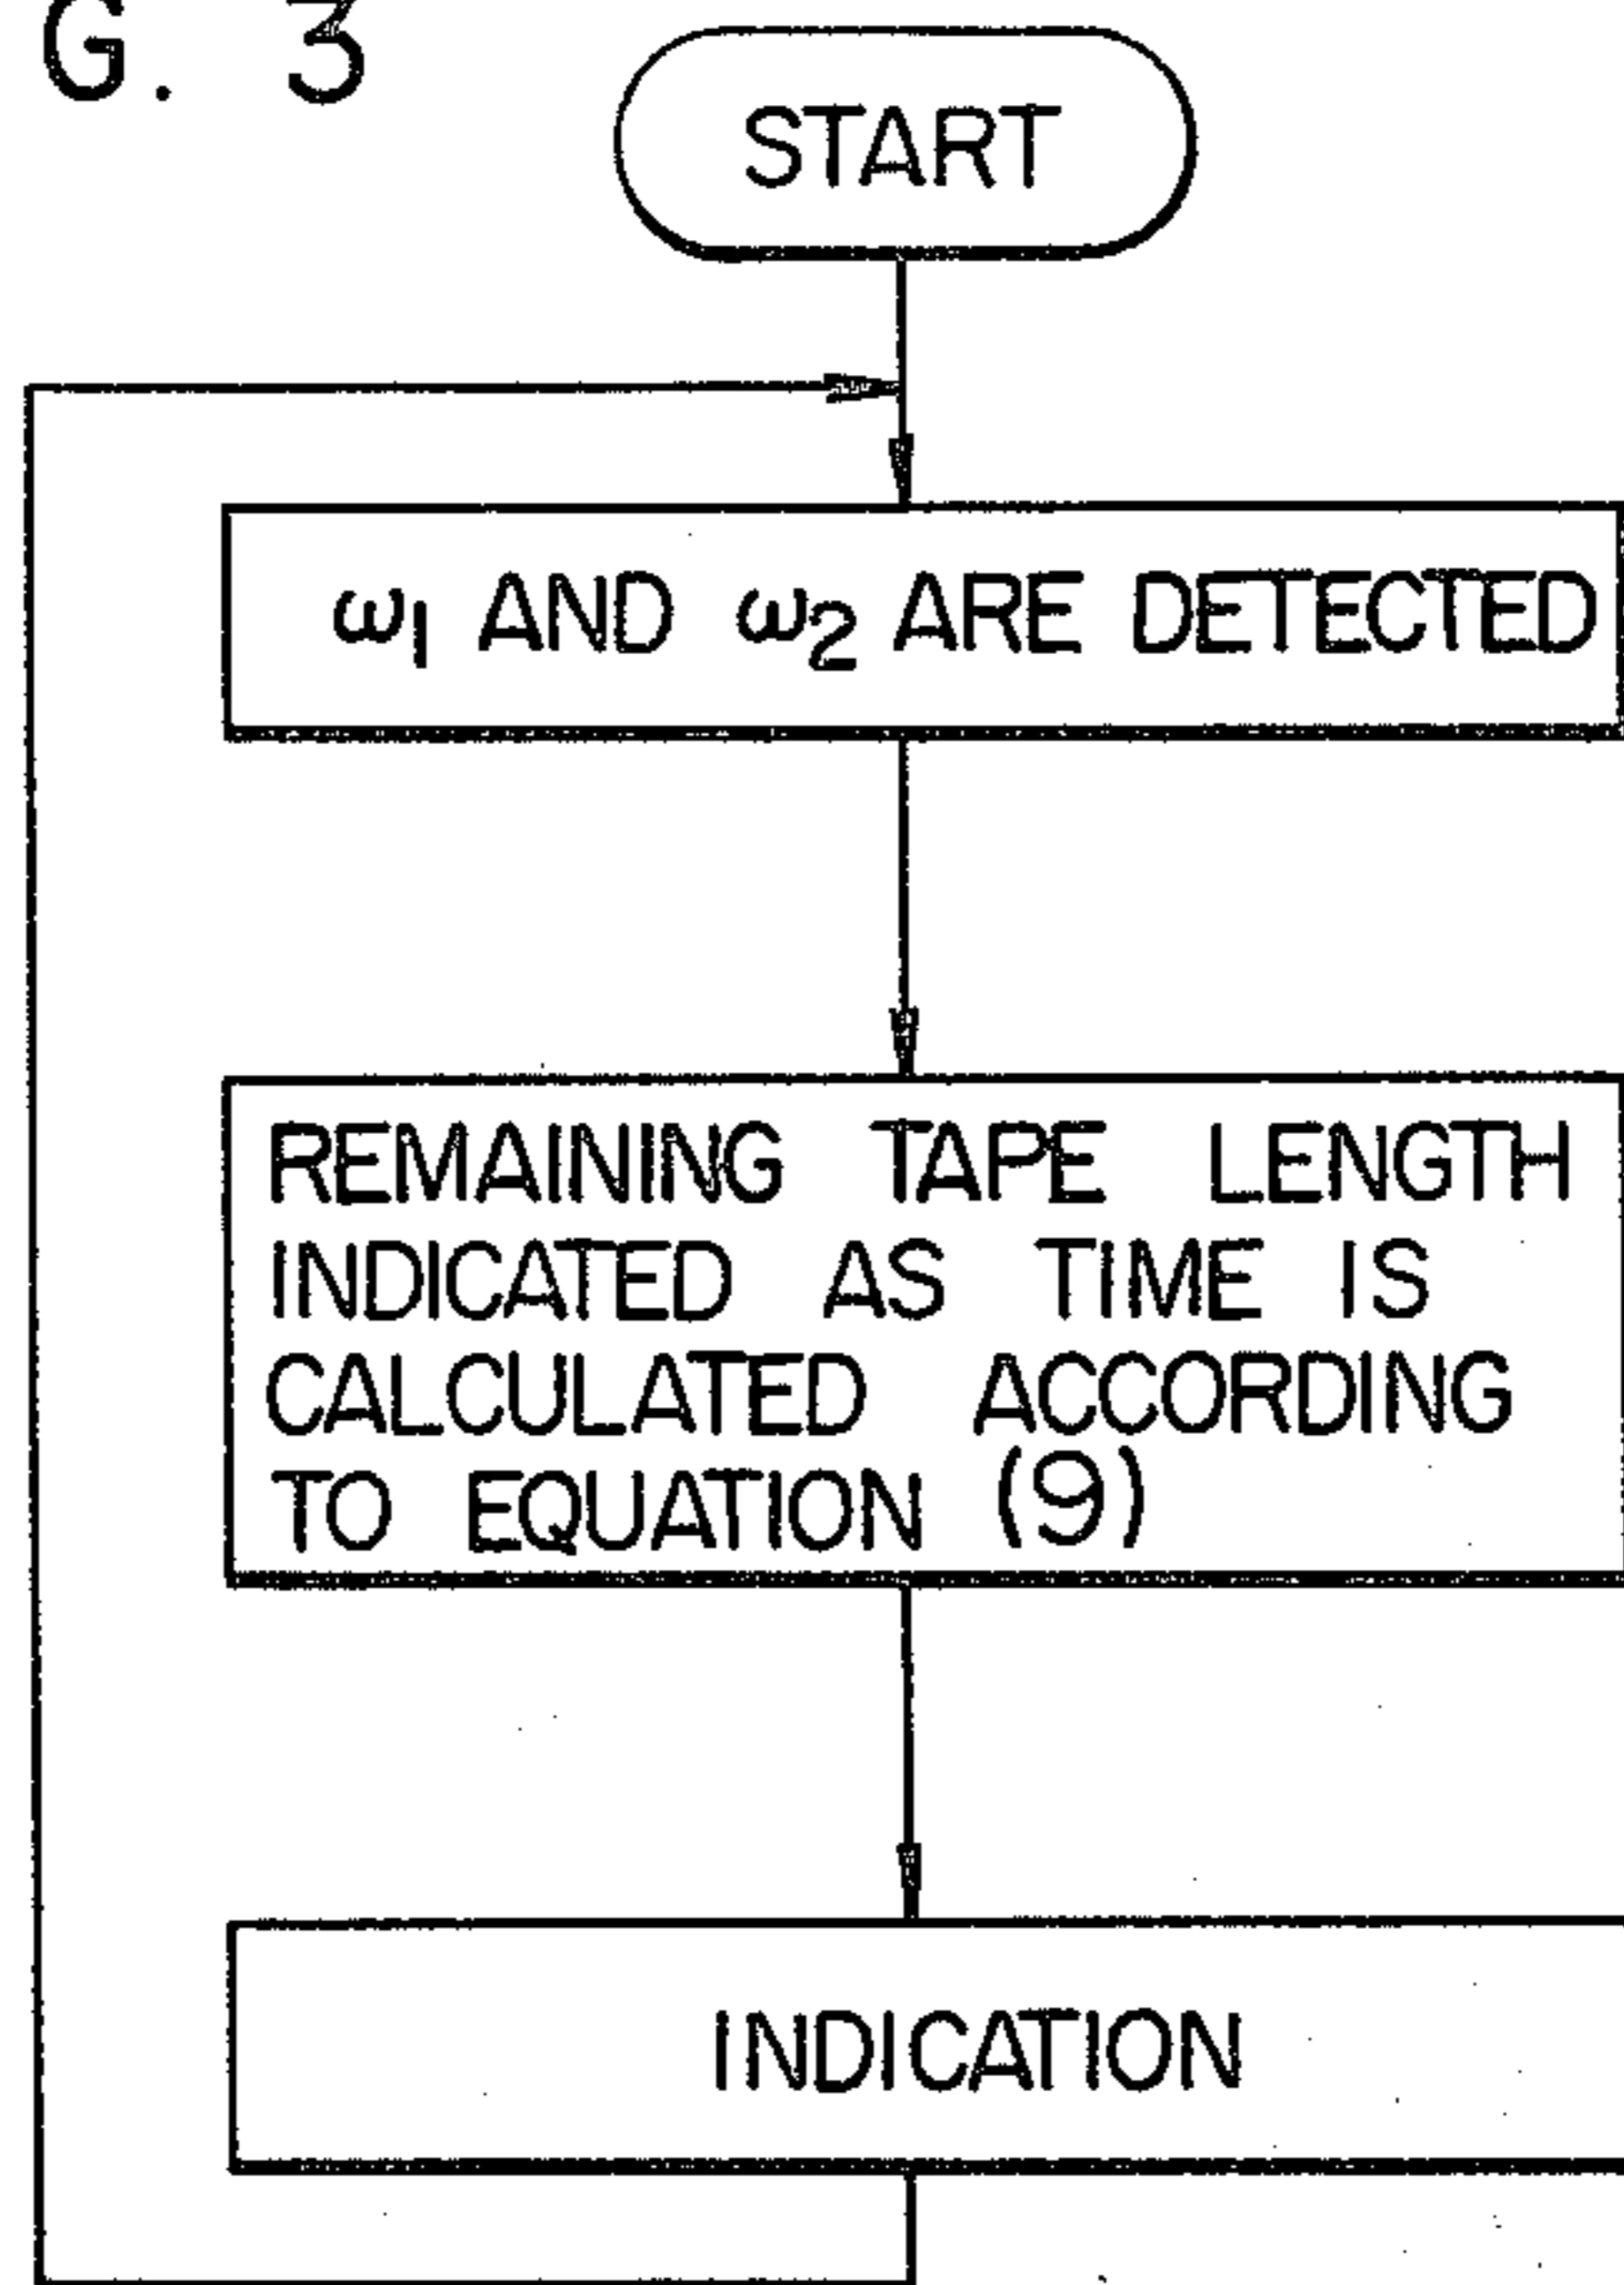 G. 3
START
ω1 AND ω2 ARE DETECTED
REMAINING TAPE LENGTH
INDICATED AS TIME IS
CALCULATED ACCORDING
TO EQUATION (9)
INDICATION